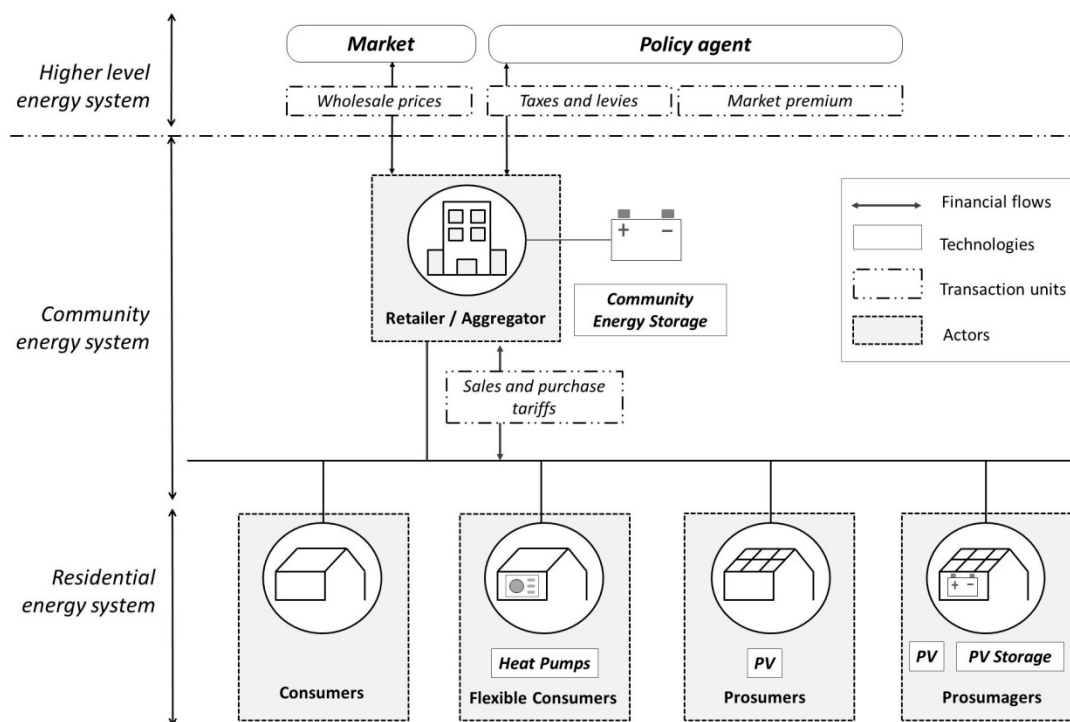 Market
Policy agent
Higher level
energy system
Wholesale prices
Taxes and levies
Market premium
Financial flows
Technologies
Transaction units
Actors
+ −
Community
Energy Storage
Retailer / Aggregator
Community
energy system
Sales and purchase
tariffs
Residential
energy system
+ −
Heat Pumps
PV
PV
PV Storage
Consumers
Flexible Consumers
Prosumers
Prosumagers